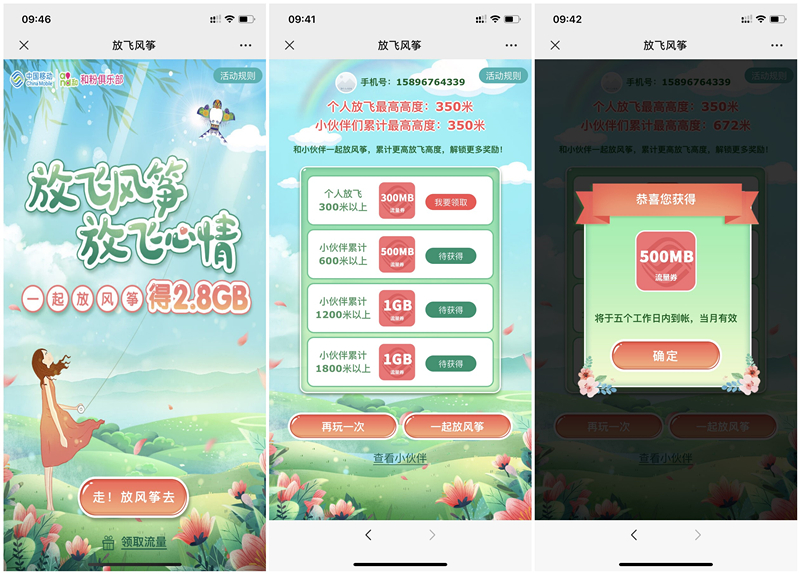 09:46
放飞风筝
中国移动
China Mobile
和粉俱乐部
活动规则
放飞风筝
放飞心情
一起放风筝得2.8GB
走！放风筝去
领取流量
09:41
放飞风筝
活动规则
手机号：15896764339
个人放飞最高高度：350米
小伙伴们累计最高高度：350米
和小伙伴一起放风筝，累计更高放飞高度，解锁更多奖励！
个人放飞
300米以上
300MB
流量券
我要领取
小伙伴累计
600米以上
500MB
流量券
待获得
小伙伴累计
1200米以上
1GB
流量券
待获得
小伙伴累计
1800米以上
1GB
流量券
待获得
再玩一次
一起放风筝
查看小伙伴
09:42
放飞风筝
活动规则
手机号：15896764339
个人放飞最高高度：350米
小伙伴们累计最高高度：672米
和小伙伴一起放风筝，累计更高放飞高度，解锁更多奖励！
恭喜您获得
500MB
流量券
将于五个工作日内到帐，当月有效
确定
再玩一次
一起放风筝
查看小伙伴